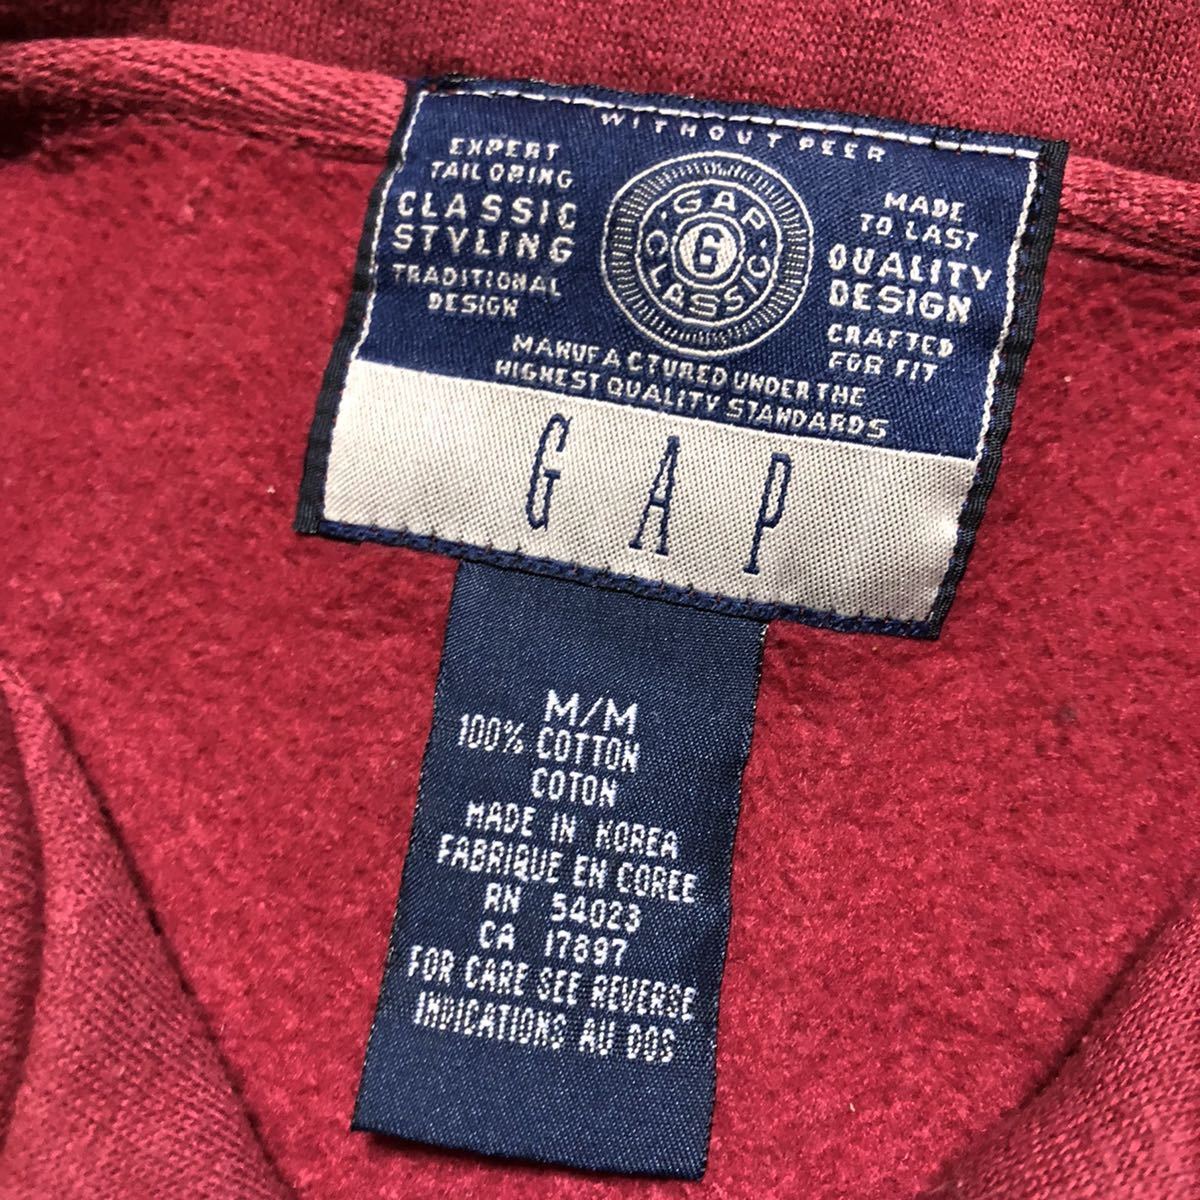 WITHOUT PEER
EXPERT
TAILORING
CLASSIC
STYLING
TRADITIONAL
DESIGN
GAP
G
CLASSIC
MADE
TO LAST
QUALITY
DESIGN
CRAFTED
FOR FIT
MANUFACTURED UNDER THE
HIGHEST QUALITY STANDARDS
GAP
M/M
100% COTTON
COTON
MADE IN KOREA
FABRIQUE EN COREE
RN 54023
CA 17897
FOR CARE SEE REVERSE
INDICATIONS AU DOS